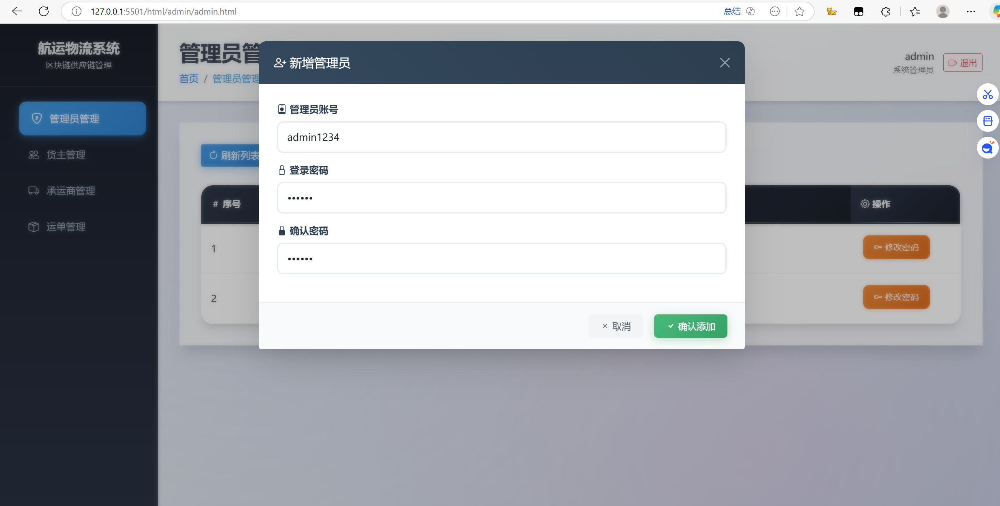 127.0.0.1:5501/html/admin/admin.html
总结
航运物流系统
区块链供应链管理
管理员管理
货主管理
承运商管理
运单管理
管理员管
首页 / 管理员管理
admin
系统管理员
退出
刷新列表
# 序号
操作
1
修改密码
2
修改密码
新增管理员
管理员账号
admin1234
登录密码
••••••
确认密码
••••••
× 取消
确认添加